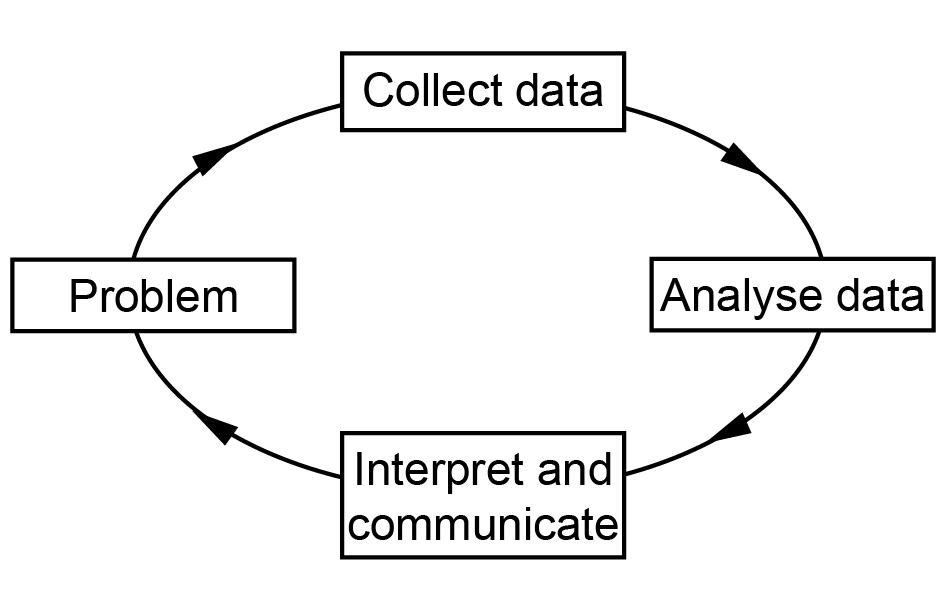 Collect data
Problem
Analyse data
Interpret and
communicate